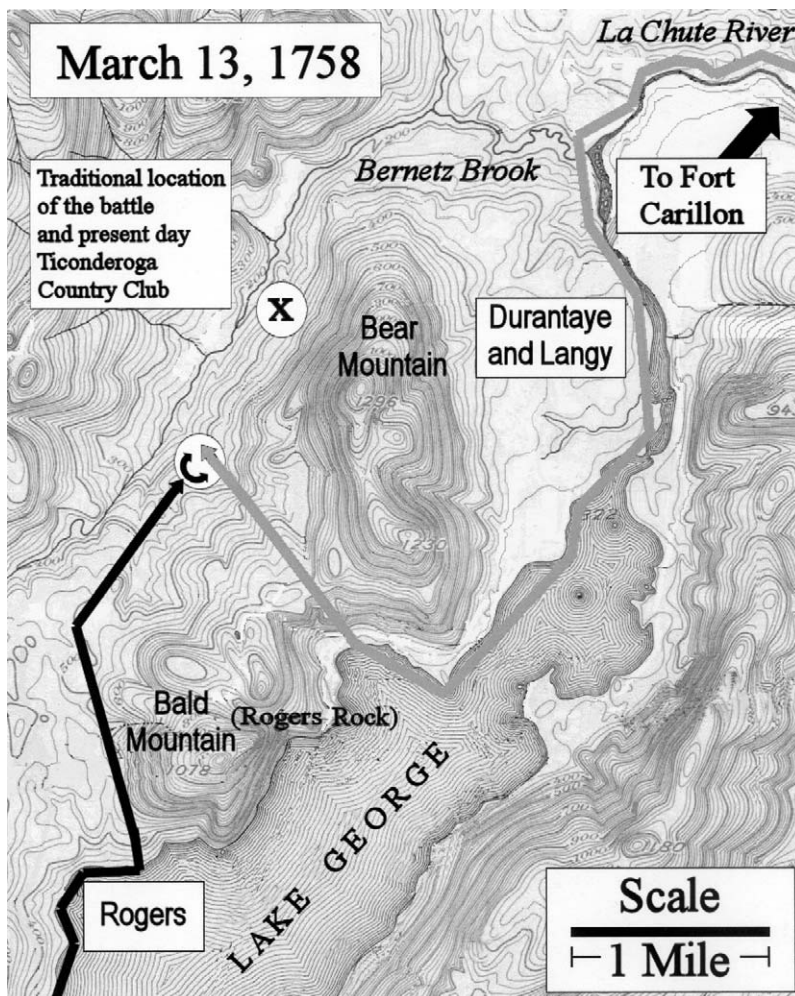 La Chute River
March 13, 1758
Bernetz Brook
Traditional location
of the battle
and present day
Ticonderoga
Country Club
To Fort
Carillon
X
Bear
Mountain
Durantaye
and Langy
1296
1230
322
Bald
Mountain
(Rogers Rock)
1078
LAKE GEORGE
1180
Rogers
Scale
1 Mile